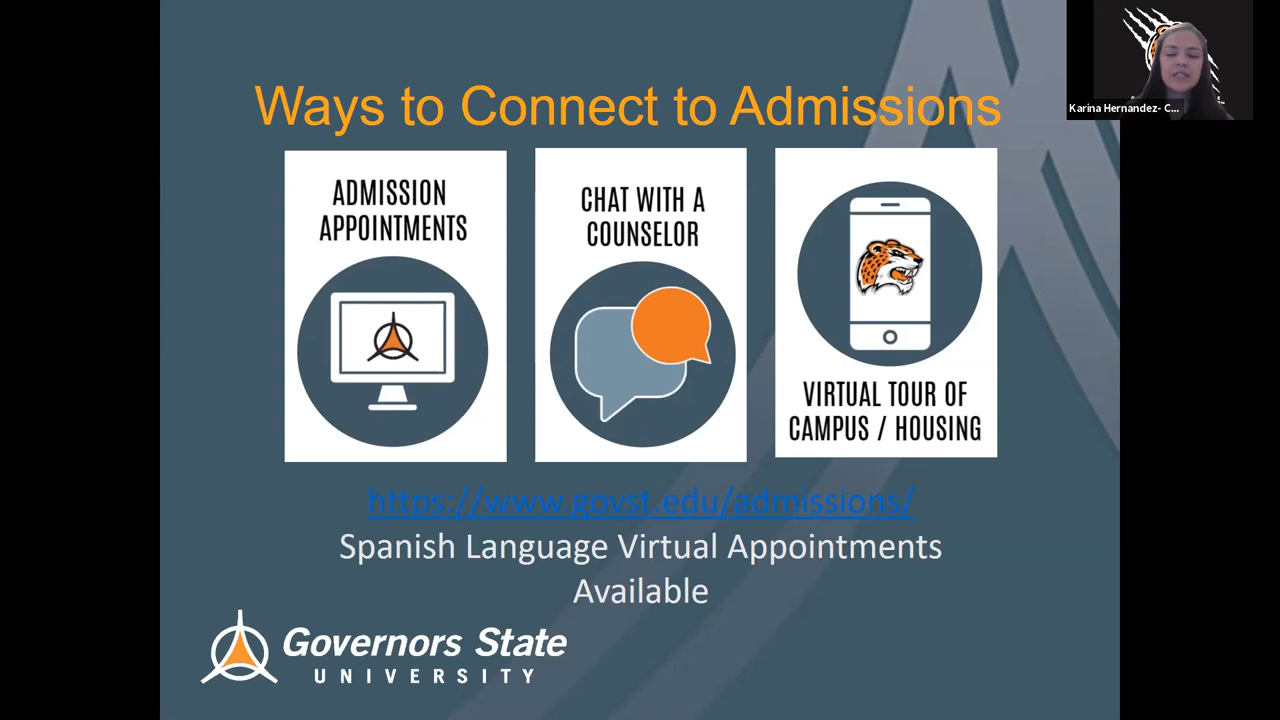 Ways to Connect to Admissions
Karina Hernandez- C...
ADMISSION
APPOINTMENTS
CHAT WITH A
COUNSELOR
VIRTUAL TOUR OF
CAMPUS / HOUSING
https://www.govst.edu/admissions/
Spanish Language Virtual Appointments
Available
Governors State
UNIVERSITY